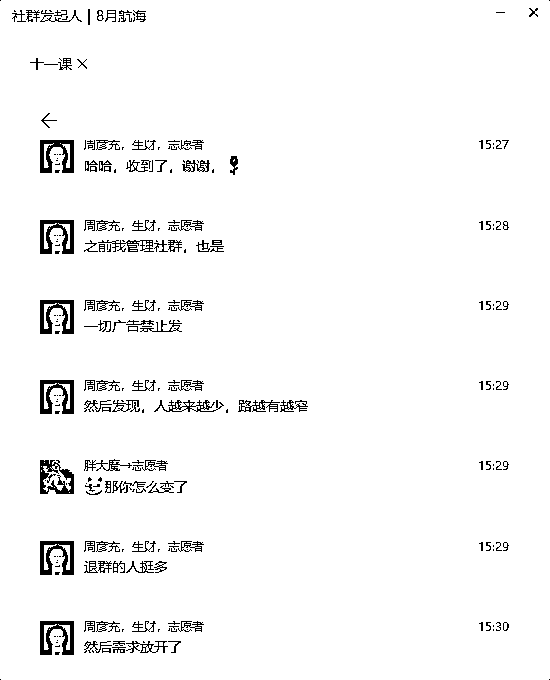 社群发起人 | 8月航海
十一课 ×
周彦充，生财，志愿者 15:27
哈哈，收到了，谢谢，🌹
周彦充，生财，志愿者 15:28
之前我管理社群，也是
周彦充，生财，志愿者 15:29
一切广告禁止发
周彦充，生财，志愿者 15:29
然后发现，人越来越少，路越有越窄
胖大魔→志愿者 15:29
那你怎么变了
周彦充，生财，志愿者 15:29
退群的人挺多
周彦充，生财，志愿者 15:30
然后需求放开了